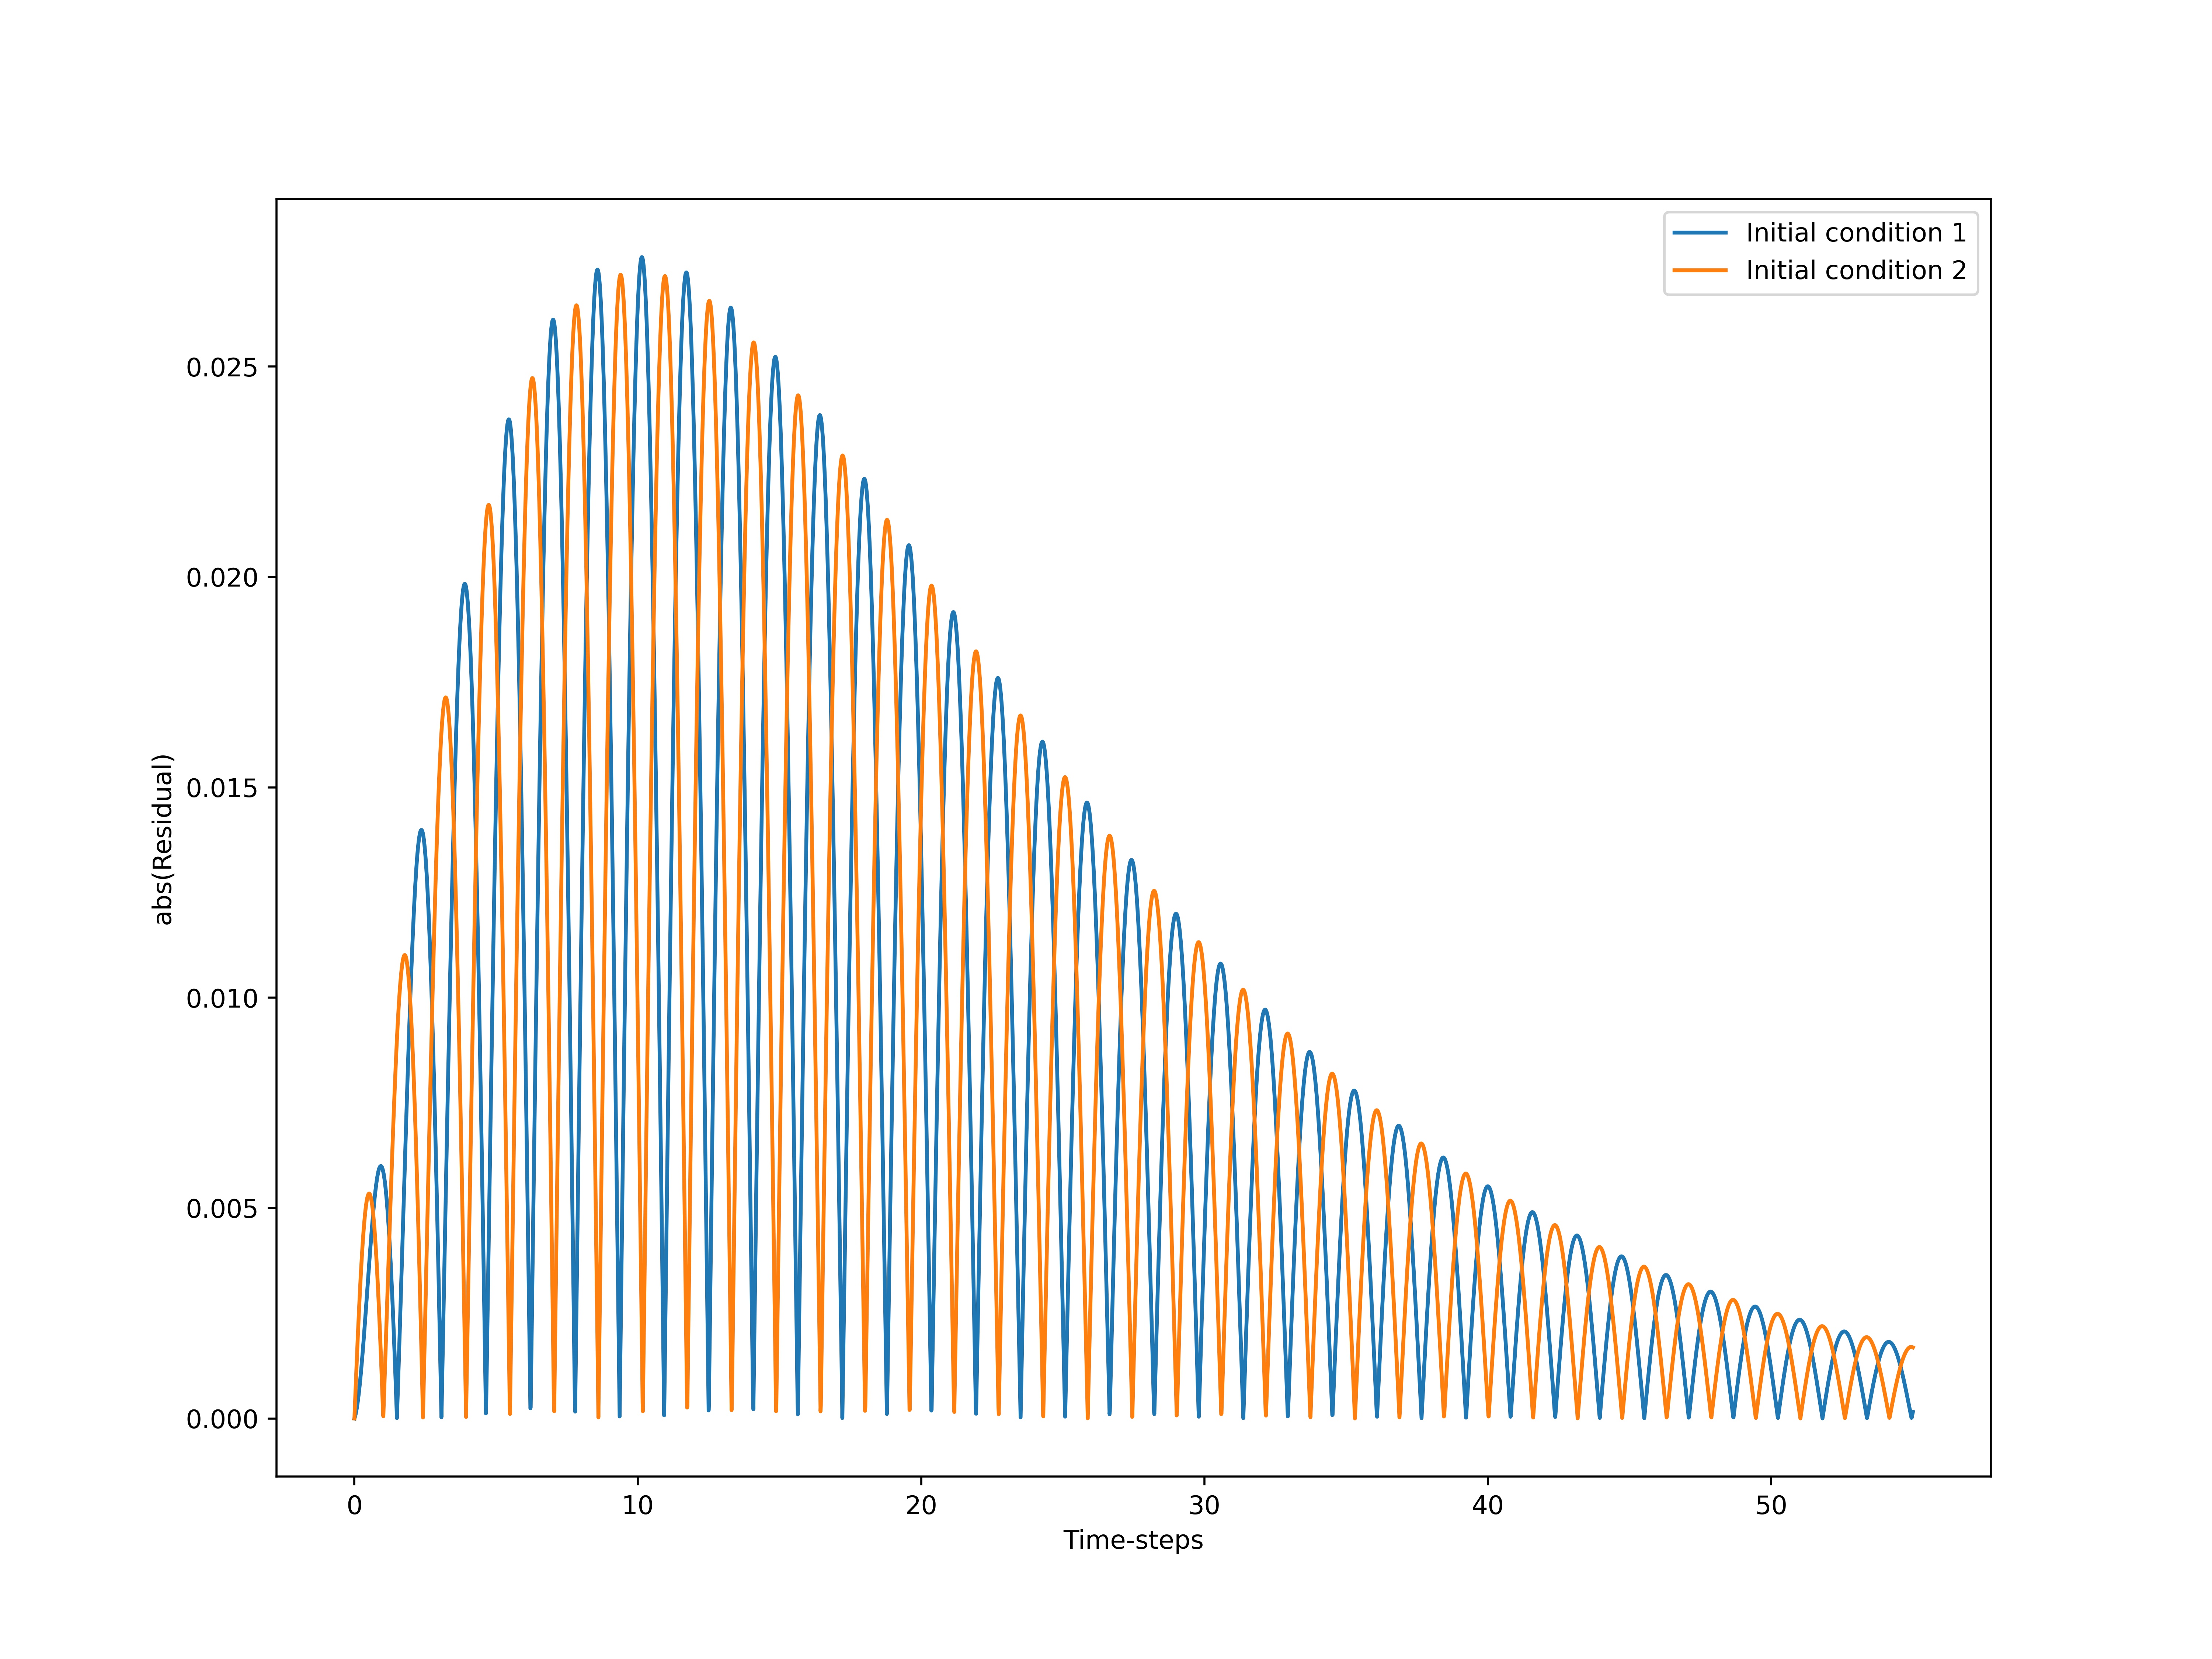 Initial condition 1
Initial condition 2
0.025
0.020
0.015
0.010
0.005
0.000
abs(Residual)
0 10 20 30 40 50
Time-steps